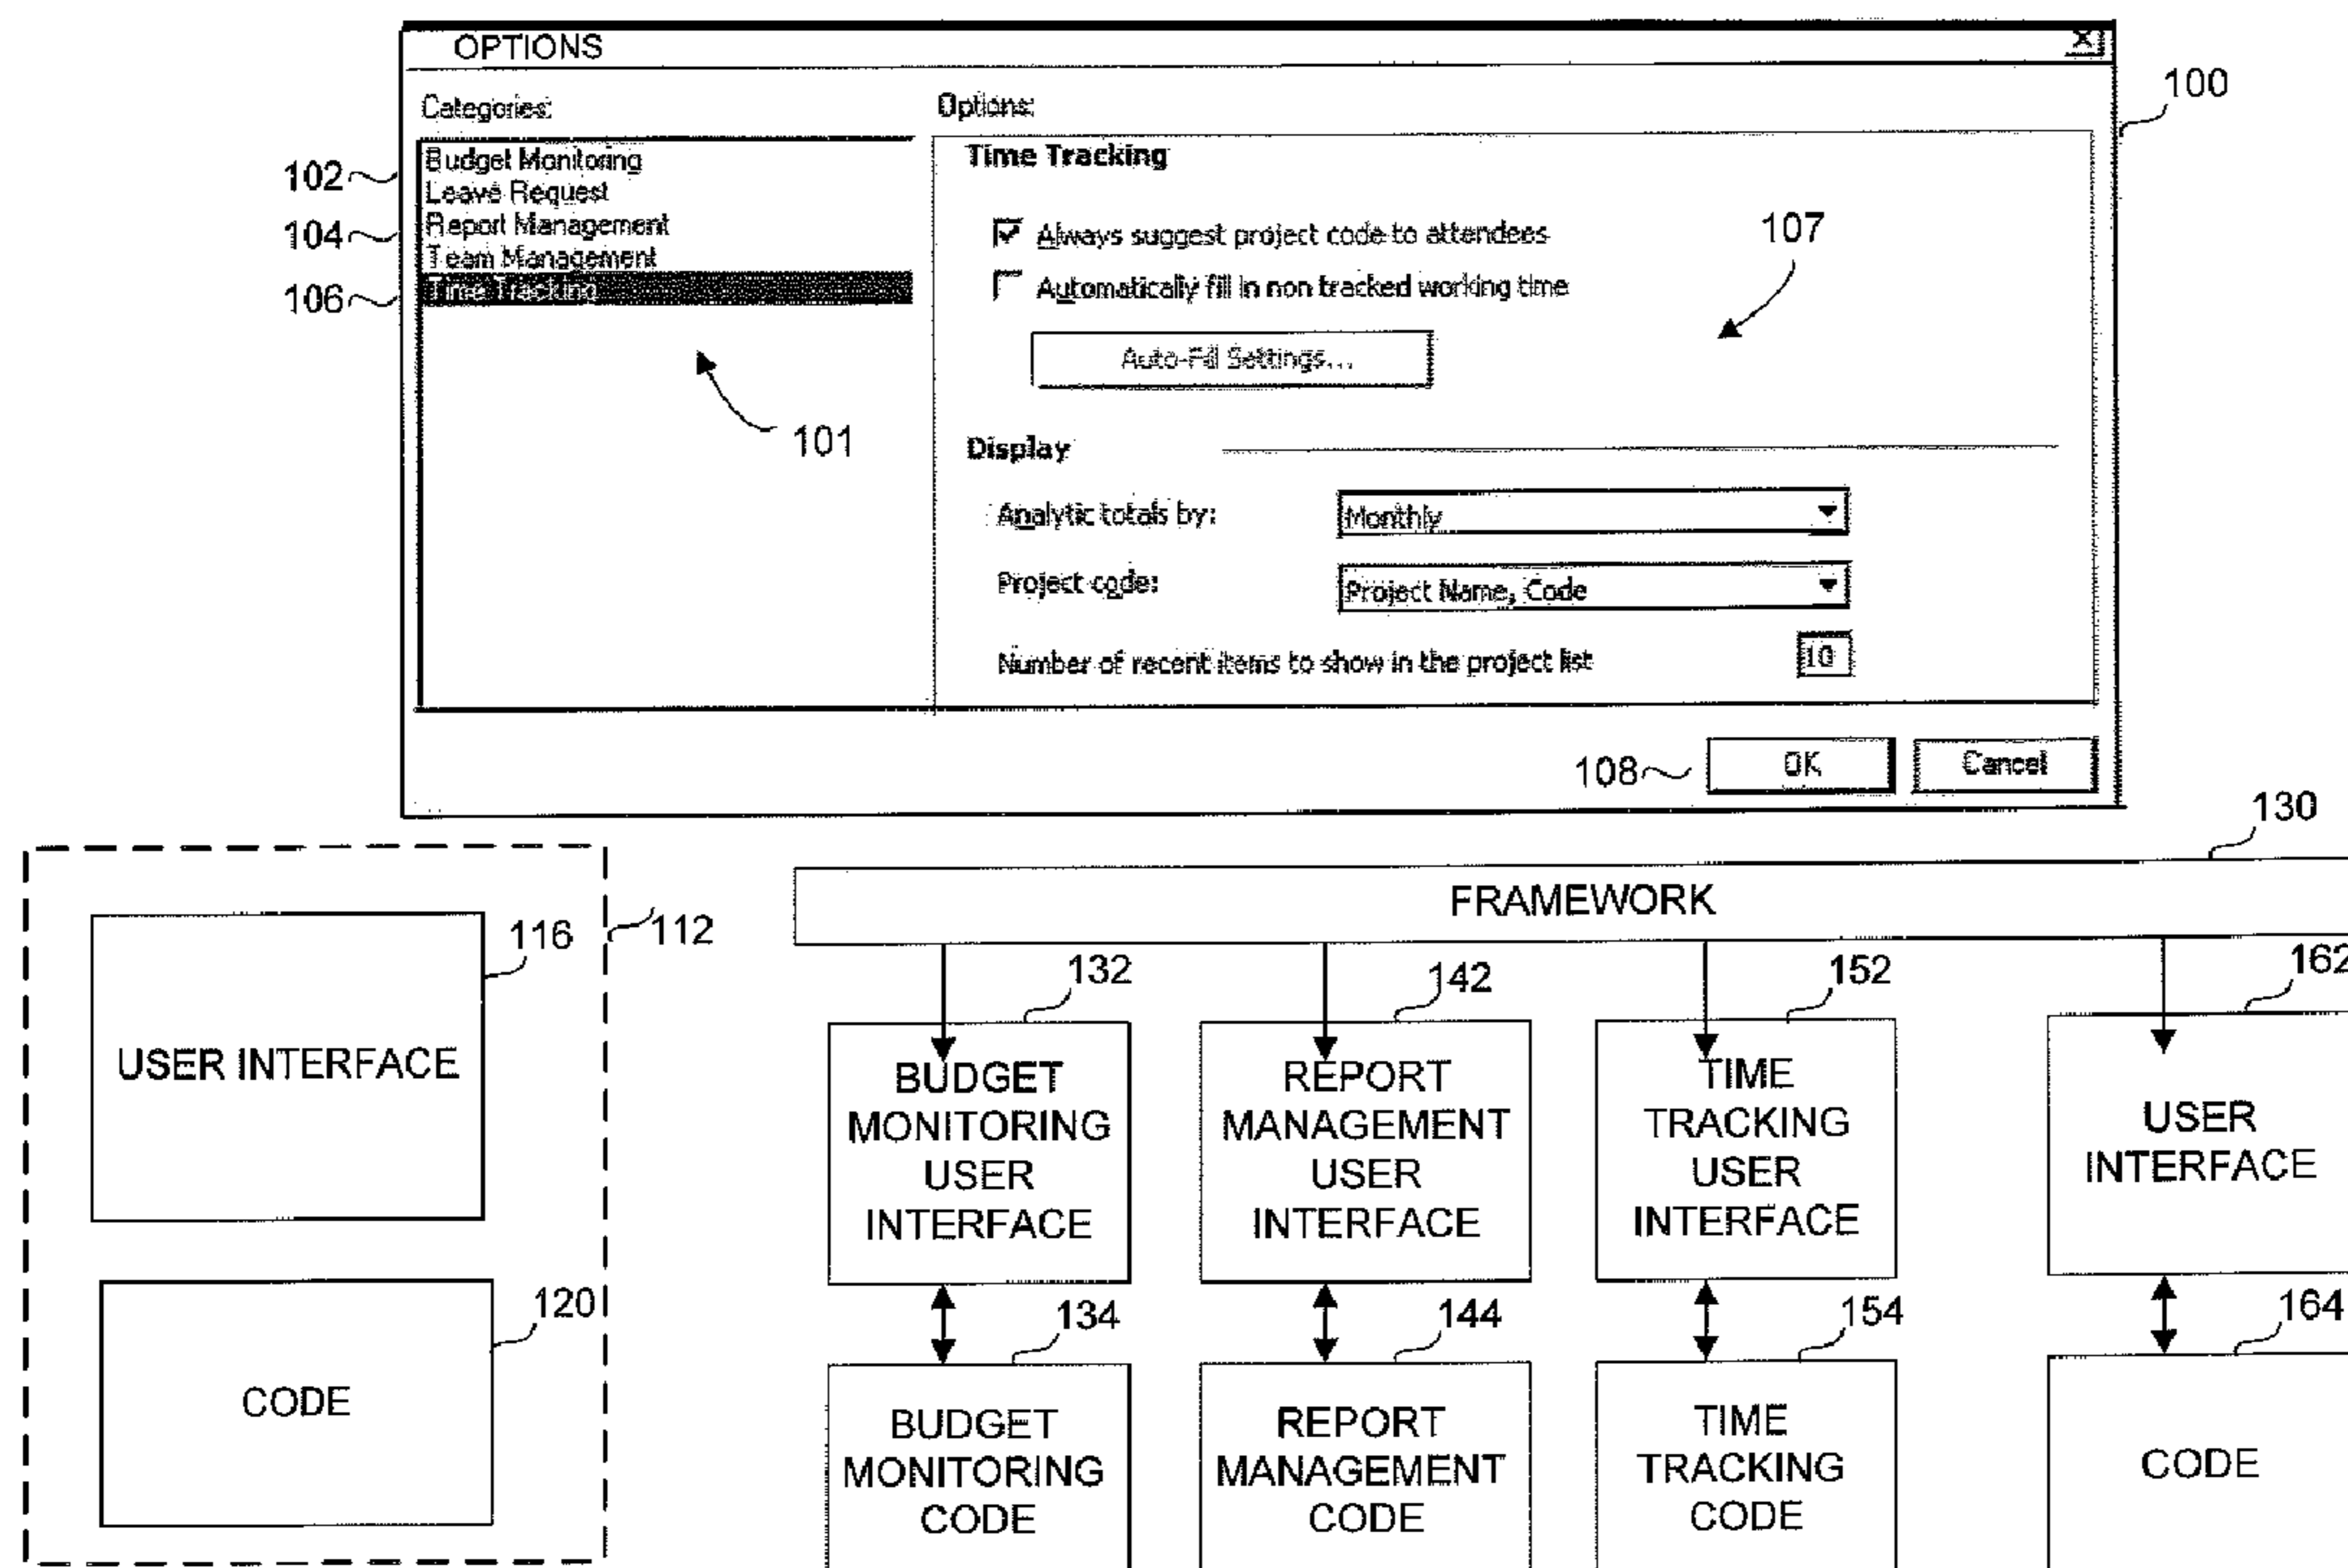 OPTIONS
X
100
Categories:
Options:
102
Budget Monitoring
Leave Request
104
Report Management
Team Management
106
Time Tracking
101
Time Tracking
Always suggest project code to attendees
107
Automatically fill in non tracked working time
Auto-Fill Settings...
Display
Analytic totals by:
Monthly
Project code:
Project Name, Code
Number of recent items to show in the project list
10
108
OK
Cancel
130
FRAMEWORK
112
116
USER INTERFACE
120
CODE
132
BUDGET
MONITORING
USER
INTERFACE
142
REPORT
MANAGEMENT
USER
INTERFACE
152
TIME
TRACKING
USER
INTERFACE
162
USER
INTERFACE
134
BUDGET
MONITORING
CODE
144
REPORT
MANAGEMENT
CODE
154
TIME
TRACKING
CODE
164
CODE